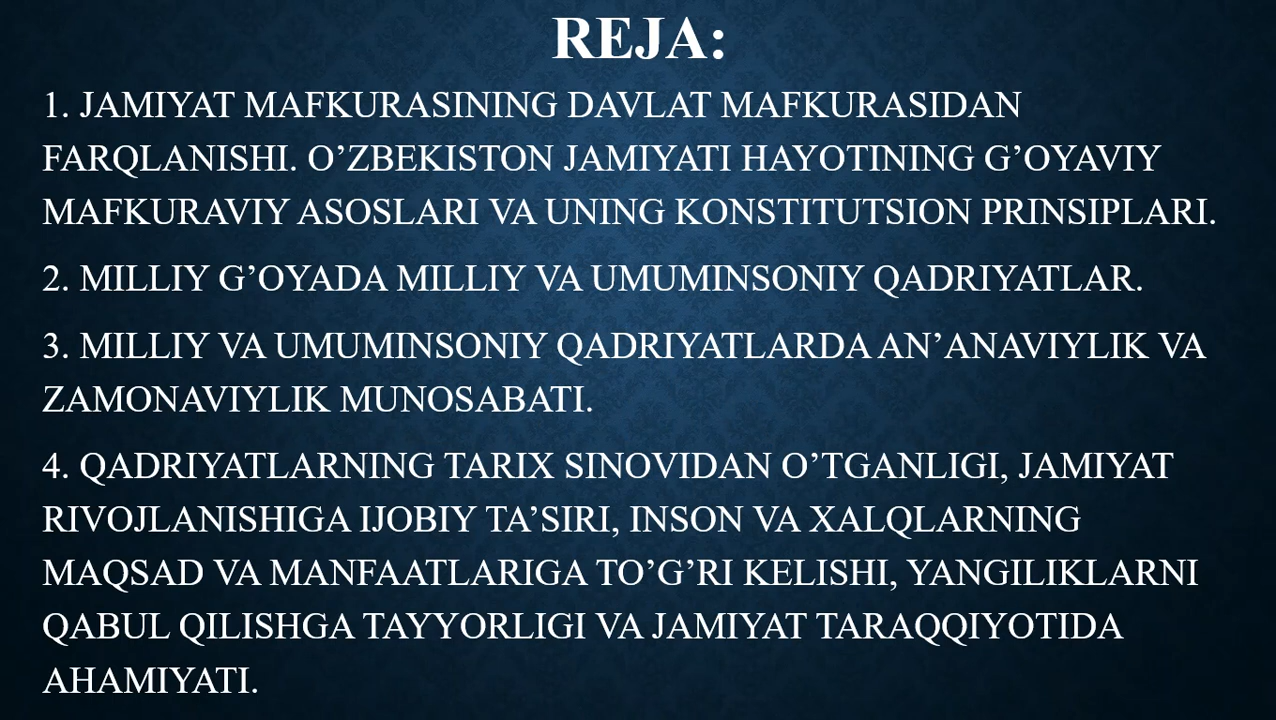 REJA:
1. JAMIYAT MAFKURASINING DAVLAT MAFKURASIDAN
FARQLANISHI. O’ZBEKISTON JAMIYATI HAYOTINING G’OYAVIY
MAFKURAVIY ASOSLARI VA UNING KONSTITUTSION PRINSIPLARI.
2. MILLIY G’OYADA MILLIY VA UMUMINSONIY QADRIYATLAR.
3. MILLIY VA UMUMINSONIY QADRIYATLARDA AN’ANAVIYLIK VA
ZAMONAVIYLIK MUNOSABATI.
4. QADRIYATLARNING TARIX SINOVIDAN O’TGANLIGI, JAMIYAT
RIVOJLANISHIGA IJOBIY TA’SIRI, INSON VA XALQLARNING
MAQSAD VA MANFAATLARIGA TO’G’RI KELISHI, YANGILIKLARNI
QABUL QILISHGA TAYYORLIGI VA JAMIYAT TARAQQIYOTIDA
AHAMIYATI.